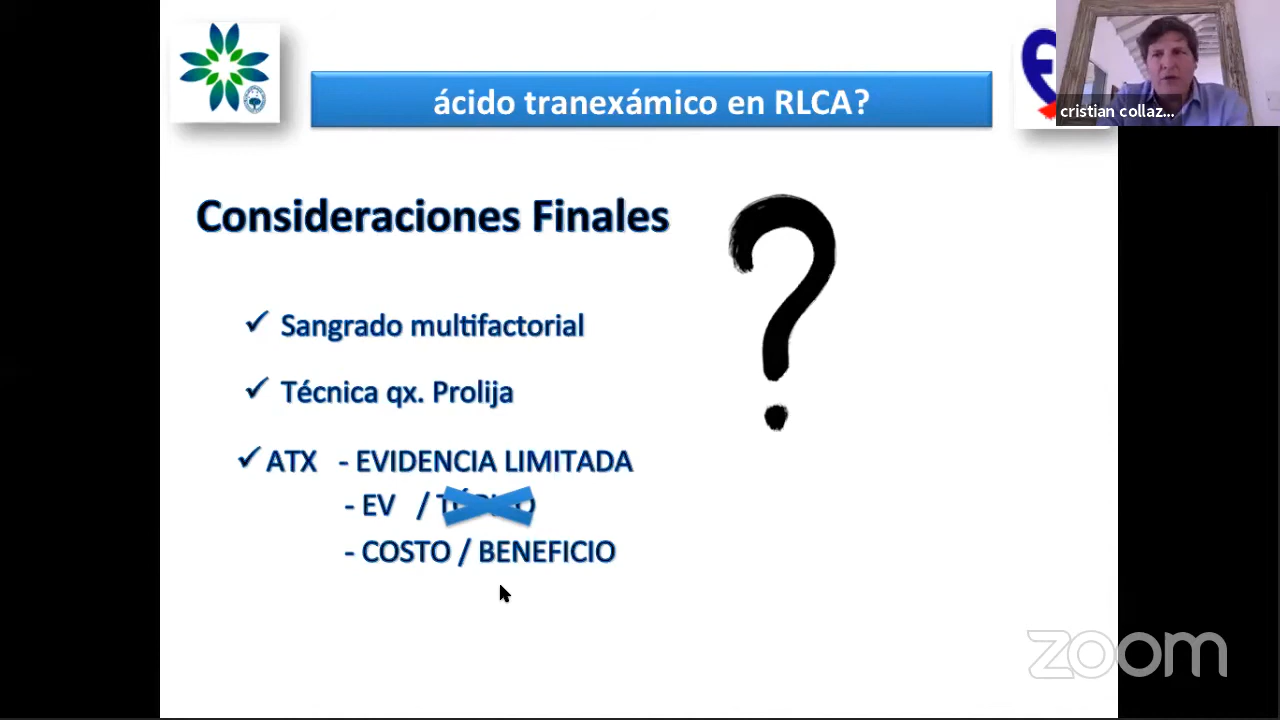 ácido tranexámico en RLCA?
cristian collaz...
Consideraciones Finales
✓ Sangrado multifactorial
✓ Técnica qx. Prolija
✓ ATX - EVIDENCIA LIMITADA
- EV /
- COSTO / BENEFICIO
zoom